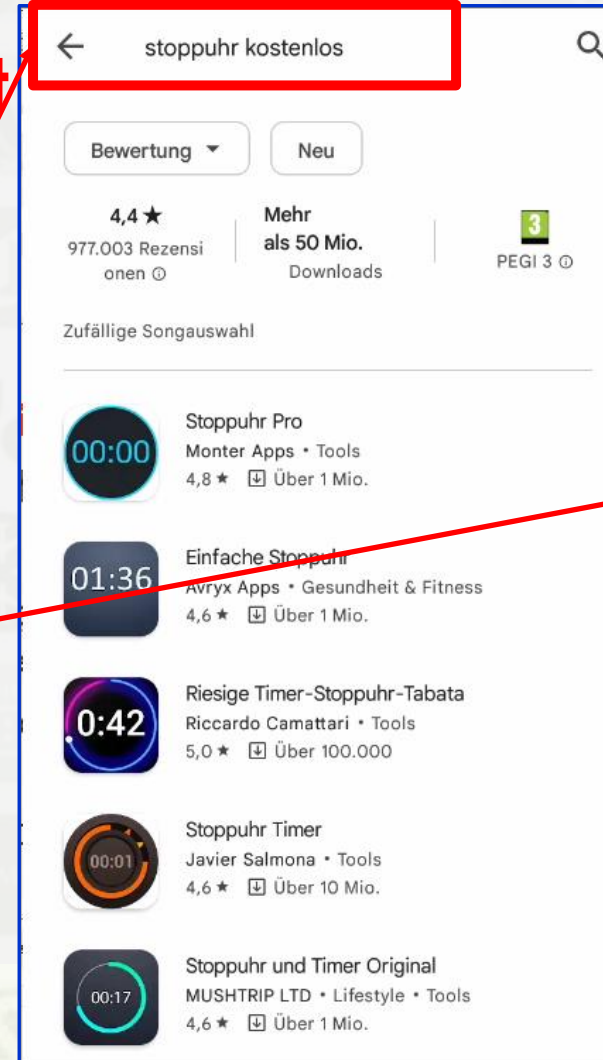 stoppuhr kostenlos
Bewertung
Neu
4,4 ★
977.003 Rezensi
onen ⓘ
Mehr
als 50 Mio.
Downloads
3
PEGI 3 ⓘ
Zufällige Songauswahl
00:00
Stoppuhr Pro
Monter Apps • Tools
4,8 ★ Über 1 Mio.
01:36
Einfache Stoppuhr
Avryx Apps • Gesundheit & Fitness
4,6 ★ Über 1 Mio.
0:42
Riesige Timer-Stoppuhr-Tabata
Riccardo Camattari • Tools
5,0 ★ Über 100.000
00:01
Stoppuhr Timer
Javier Salmona • Tools
4,6 ★ Über 10 Mio.
00:17
Stoppuhr und Timer Original
MUSHTRIP LTD • Lifestyle • Tools
4,6 ★ Über 1 Mio.